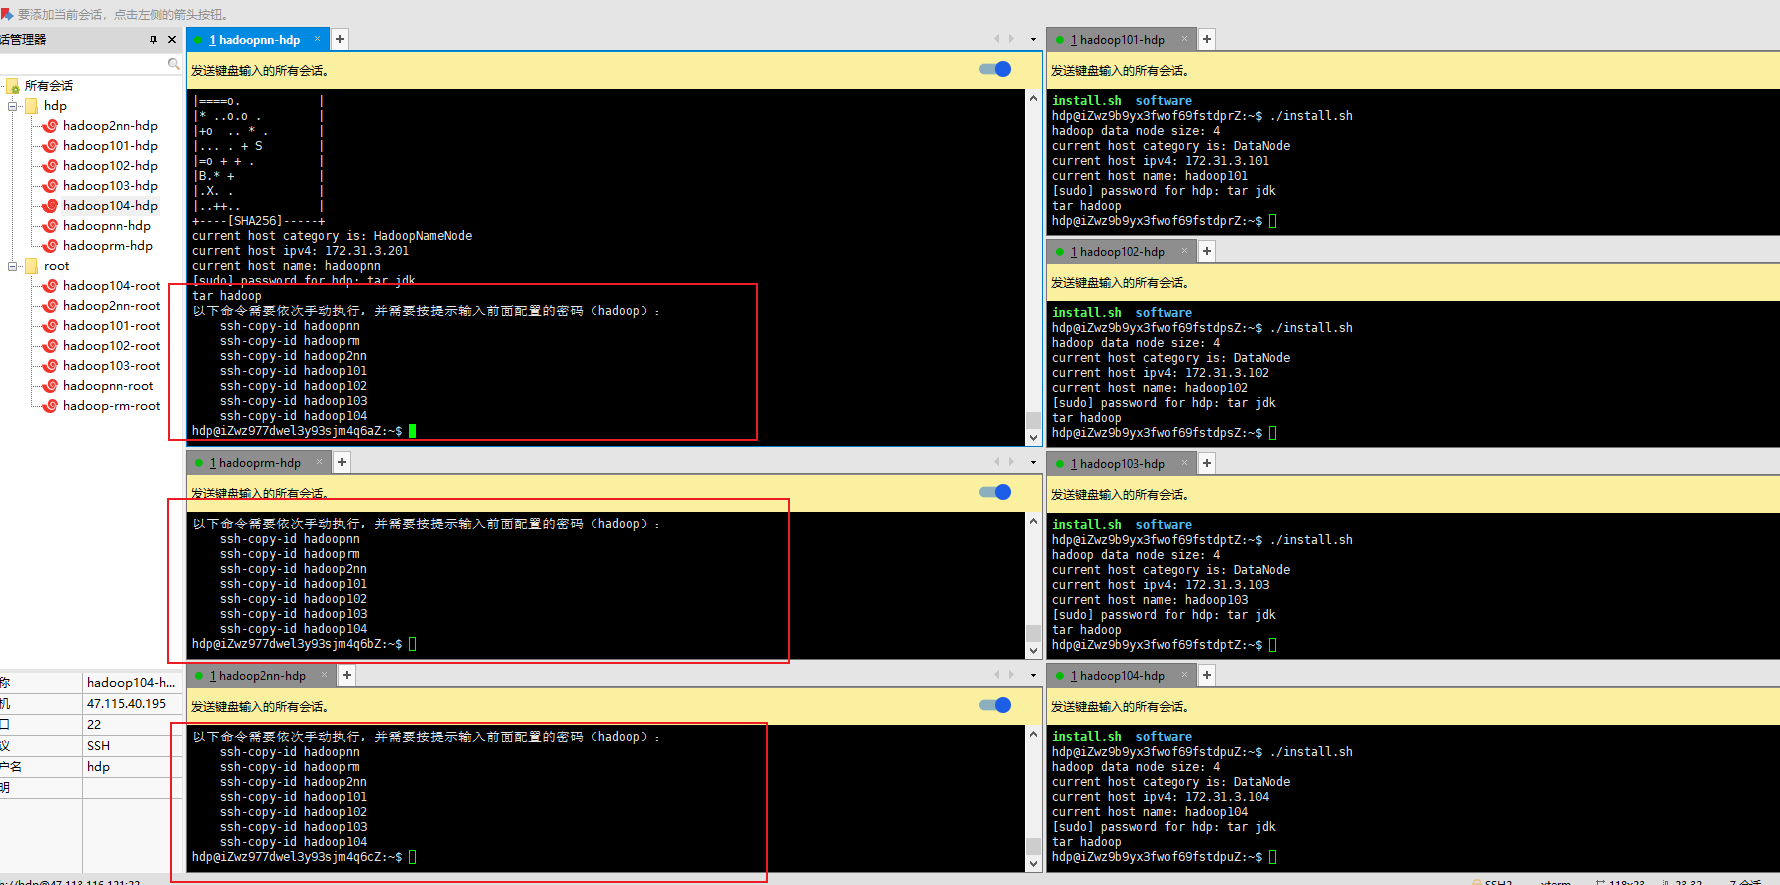 要添加当前会话，点击左侧的箭头按钮。
话管理器
所有会话
hdp
hadoop2nn-hdp
hadoop101-hdp
hadoop102-hdp
hadoop103-hdp
hadoop104-hdp
hadoopnn-hdp
hadooprm-hdp
root
hadoop104-root
hadoop2nn-root
hadoop101-root
hadoop102-root
hadoop103-root
hadoopnn-root
hadoop-rm-root
称 hadoop104-h...
机 47.115.40.195
口 22
议 SSH
户名 hdp
明
1 hadoopnn-hdp × +
发送键盘输入的所有会话。
|====o. |
|* ..o.o . |
|+o .. * . |
|... . + S |
|=o + + . |
|B.* + |
|.X. . |
|..++.. |
+----[SHA256]-----+
current host category is: HadoopNameNode
current host ipv4: 172.31.3.201
current host name: hadoopnn
[sudo] password for hdp: tar jdk
tar hadoop
以下命令需要依次手动执行，并需要按提示输入前面配置的密码（hadoop）：
ssh-copy-id hadoopnn
ssh-copy-id hadooprm
ssh-copy-id hadoop2nn
ssh-copy-id hadoop101
ssh-copy-id hadoop102
ssh-copy-id hadoop103
ssh-copy-id hadoop104
hdp@iZwz977dwel3y93sjm4q6aZ:~$
1 hadooprm-hdp × +
发送键盘输入的所有会话。
以下命令需要依次手动执行，并需要按提示输入前面配置的密码（hadoop）：
ssh-copy-id hadoopnn
ssh-copy-id hadooprm
ssh-copy-id hadoop2nn
ssh-copy-id hadoop101
ssh-copy-id hadoop102
ssh-copy-id hadoop103
ssh-copy-id hadoop104
hdp@iZwz977dwel3y93sjm4q6bZ:~$
1 hadoop2nn-hdp × +
发送键盘输入的所有会话。
以下命令需要依次手动执行，并需要按提示输入前面配置的密码（hadoop）：
ssh-copy-id hadoopnn
ssh-copy-id hadooprm
ssh-copy-id hadoop2nn
ssh-copy-id hadoop101
ssh-copy-id hadoop102
ssh-copy-id hadoop103
ssh-copy-id hadoop104
hdp@iZwz977dwel3y93sjm4q6cZ:~$
1 hadoop101-hdp × +
发送键盘输入的所有会话。
install.sh software
hdp@iZwz9b9yx3fwof69fstdprZ:~$ ./install.sh
hadoop data node size: 4
current host category is: DataNode
current host ipv4: 172.31.3.101
current host name: hadoop101
[sudo] password for hdp: tar jdk
tar hadoop
hdp@iZwz9b9yx3fwof69fstdprZ:~$
1 hadoop102-hdp × +
发送键盘输入的所有会话。
install.sh software
hdp@iZwz9b9yx3fwof69fstdpsZ:~$ ./install.sh
hadoop data node size: 4
current host category is: DataNode
current host ipv4: 172.31.3.102
current host name: hadoop102
[sudo] password for hdp: tar jdk
tar hadoop
hdp@iZwz9b9yx3fwof69fstdpsZ:~$
1 hadoop103-hdp × +
发送键盘输入的所有会话。
install.sh software
hdp@iZwz9b9yx3fwof69fstdptZ:~$ ./install.sh
hadoop data node size: 4
current host category is: DataNode
current host ipv4: 172.31.3.103
current host name: hadoop103
[sudo] password for hdp: tar jdk
tar hadoop
hdp@iZwz9b9yx3fwof69fstdptZ:~$
1 hadoop104-hdp × +
发送键盘输入的所有会话。
install.sh software
hdp@iZwz9b9yx3fwof69fstdpuZ:~$ ./install.sh
hadoop data node size: 4
current host category is: DataNode
current host ipv4: 172.31.3.104
current host name: hadoop104
[sudo] password for hdp: tar jdk
tar hadoop
hdp@iZwz9b9yx3fwof69fstdpuZ:~$
SSH2 xterm 118x23 23,32 7 会话